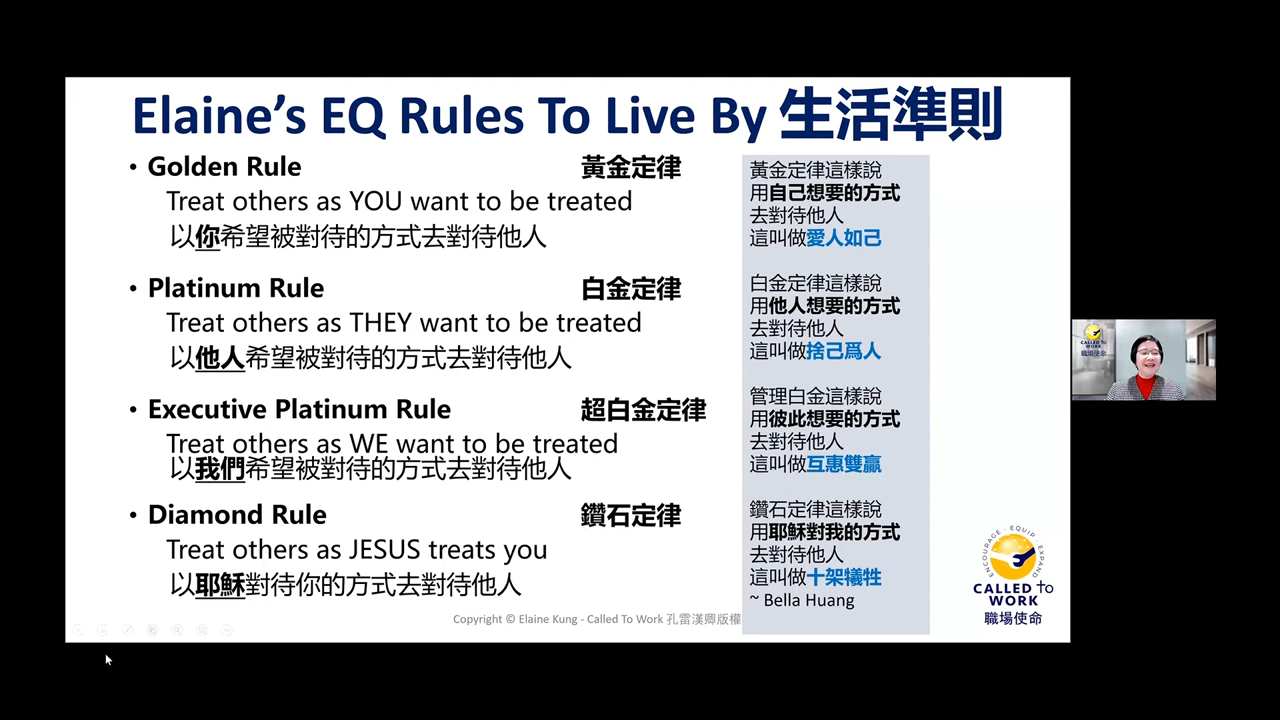 Elaine's EQ Rules To Live By 生活準則
• Golden Rule 黃金定律
Treat others as YOU want to be treated
以你希望被對待的方式去對待他人
• Platinum Rule 白金定律
Treat others as THEY want to be treated
以他人希望被對待的方式去對待他人
• Executive Platinum Rule 超白金定律
Treat others as WE want to be treated
以我們希望被對待的方式去對待他人
• Diamond Rule 鑽石定律
Treat others as JESUS treats you
以耶穌對待你的方式去對待他人
黃金定律這樣說
用自己想要的方式
去對待他人
這叫做愛人如己
白金定律這樣說
用他人想要的方式
去對待他人
這叫做捨己爲人
管理白金這樣說
用彼此想要的方式
去對待他人
這叫做互惠雙贏
鑽石定律這樣說
用耶穌對我的方式
去對待他人
這叫做十架犧牲
~ Bella Huang
Copyright © Elaine Kung - Called To Work 孔雷漢卿版權
ENCOURAGE · EQUIP · EXPAND
CALLED to
WORK
職場使命
CALLED to
WORK
職場使命